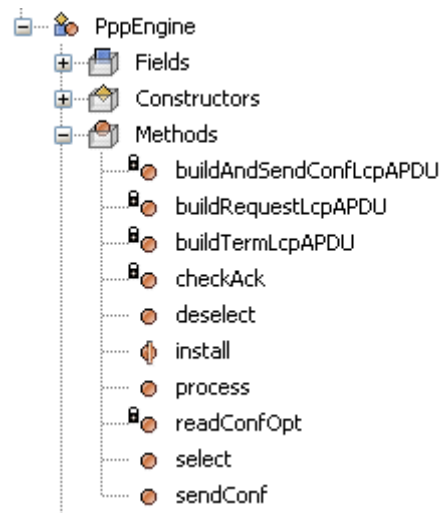 PppEngine
Fields
Constructors
Methods
buildAndSendConfLcpAPDU
buildRequestLcpAPDU
buildTermLcpAPDU
checkAck
deselect
install
process
readConfOpt
select
sendConf